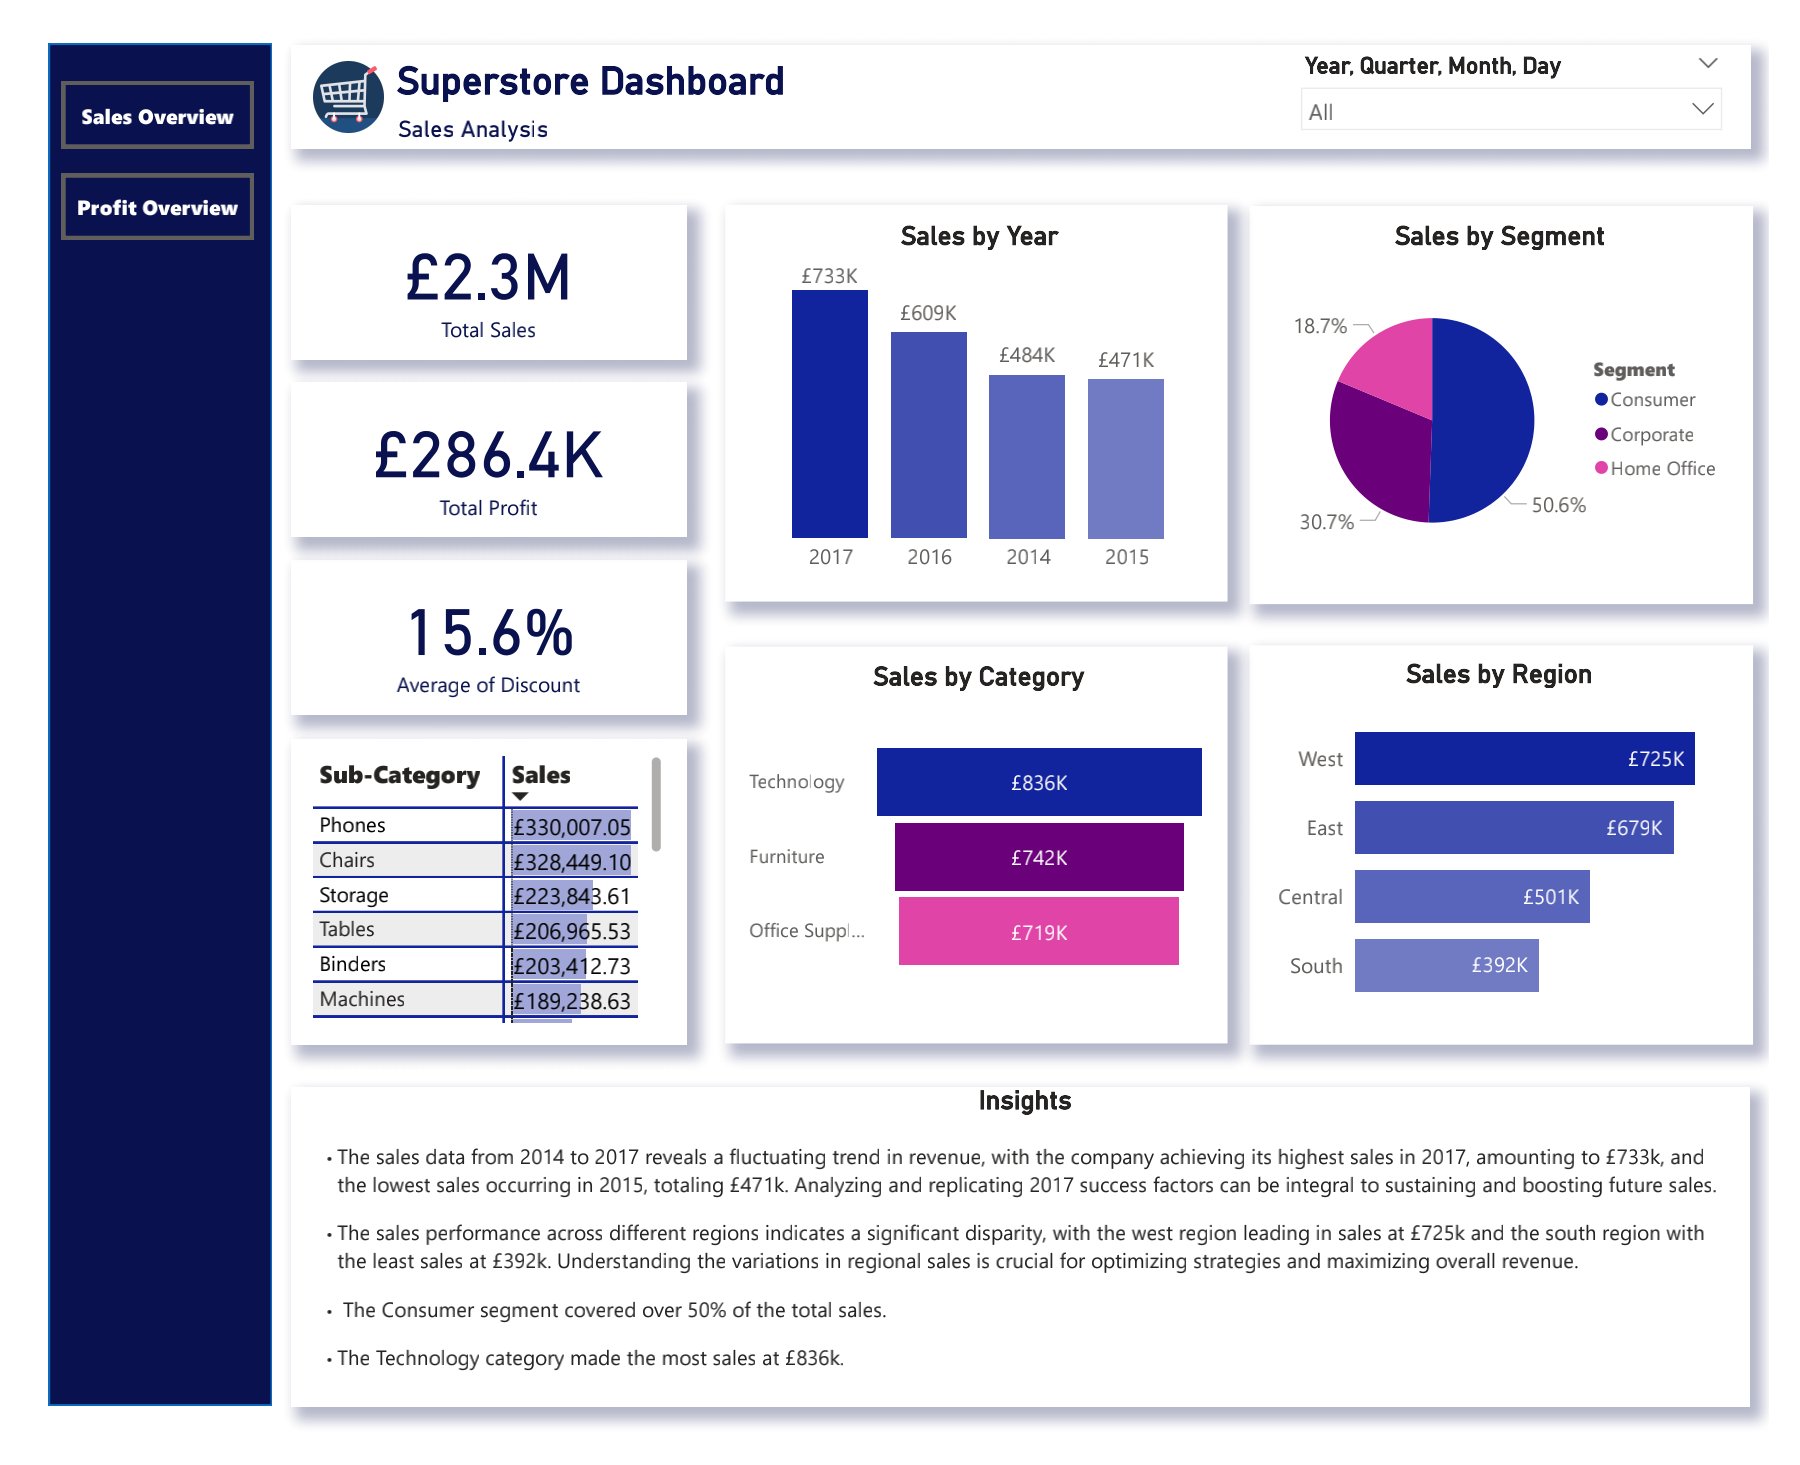 Sales Overview
Profit Overview
Superstore Dashboard
Sales Analysis
Year, Quarter, Month, Day
All
£2.3M
Total Sales
£286.4K
Total Profit
15.6%
Average of Discount
Sub-Category Sales
Phones £330,007.05
Chairs £328,449.10
Storage £223,843.61
Tables £206,965.53
Binders £203,412.73
Machines £189,238.63
Sales by Year
£733K
£609K
£484K
£471K
2017 2016 2014 2015
Sales by Segment
18.7%
30.7%
50.6%
Segment
Consumer
Corporate
Home Office
Sales by Category
Technology £836K
Furniture £742K
Office Suppl... £719K
Sales by Region
West £725K
East £679K
Central £501K
South £392K
Insights
• The sales data from 2014 to 2017 reveals a fluctuating trend in revenue, with the company achieving its highest sales in 2017, amounting to £733k, and
the lowest sales occurring in 2015, totaling £471k. Analyzing and replicating 2017 success factors can be integral to sustaining and boosting future sales.
• The sales performance across different regions indicates a significant disparity, with the west region leading in sales at £725k and the south region with
the least sales at £392k. Understanding the variations in regional sales is crucial for optimizing strategies and maximizing overall revenue.
• The Consumer segment covered over 50% of the total sales.
• The Technology category made the most sales at £836k.